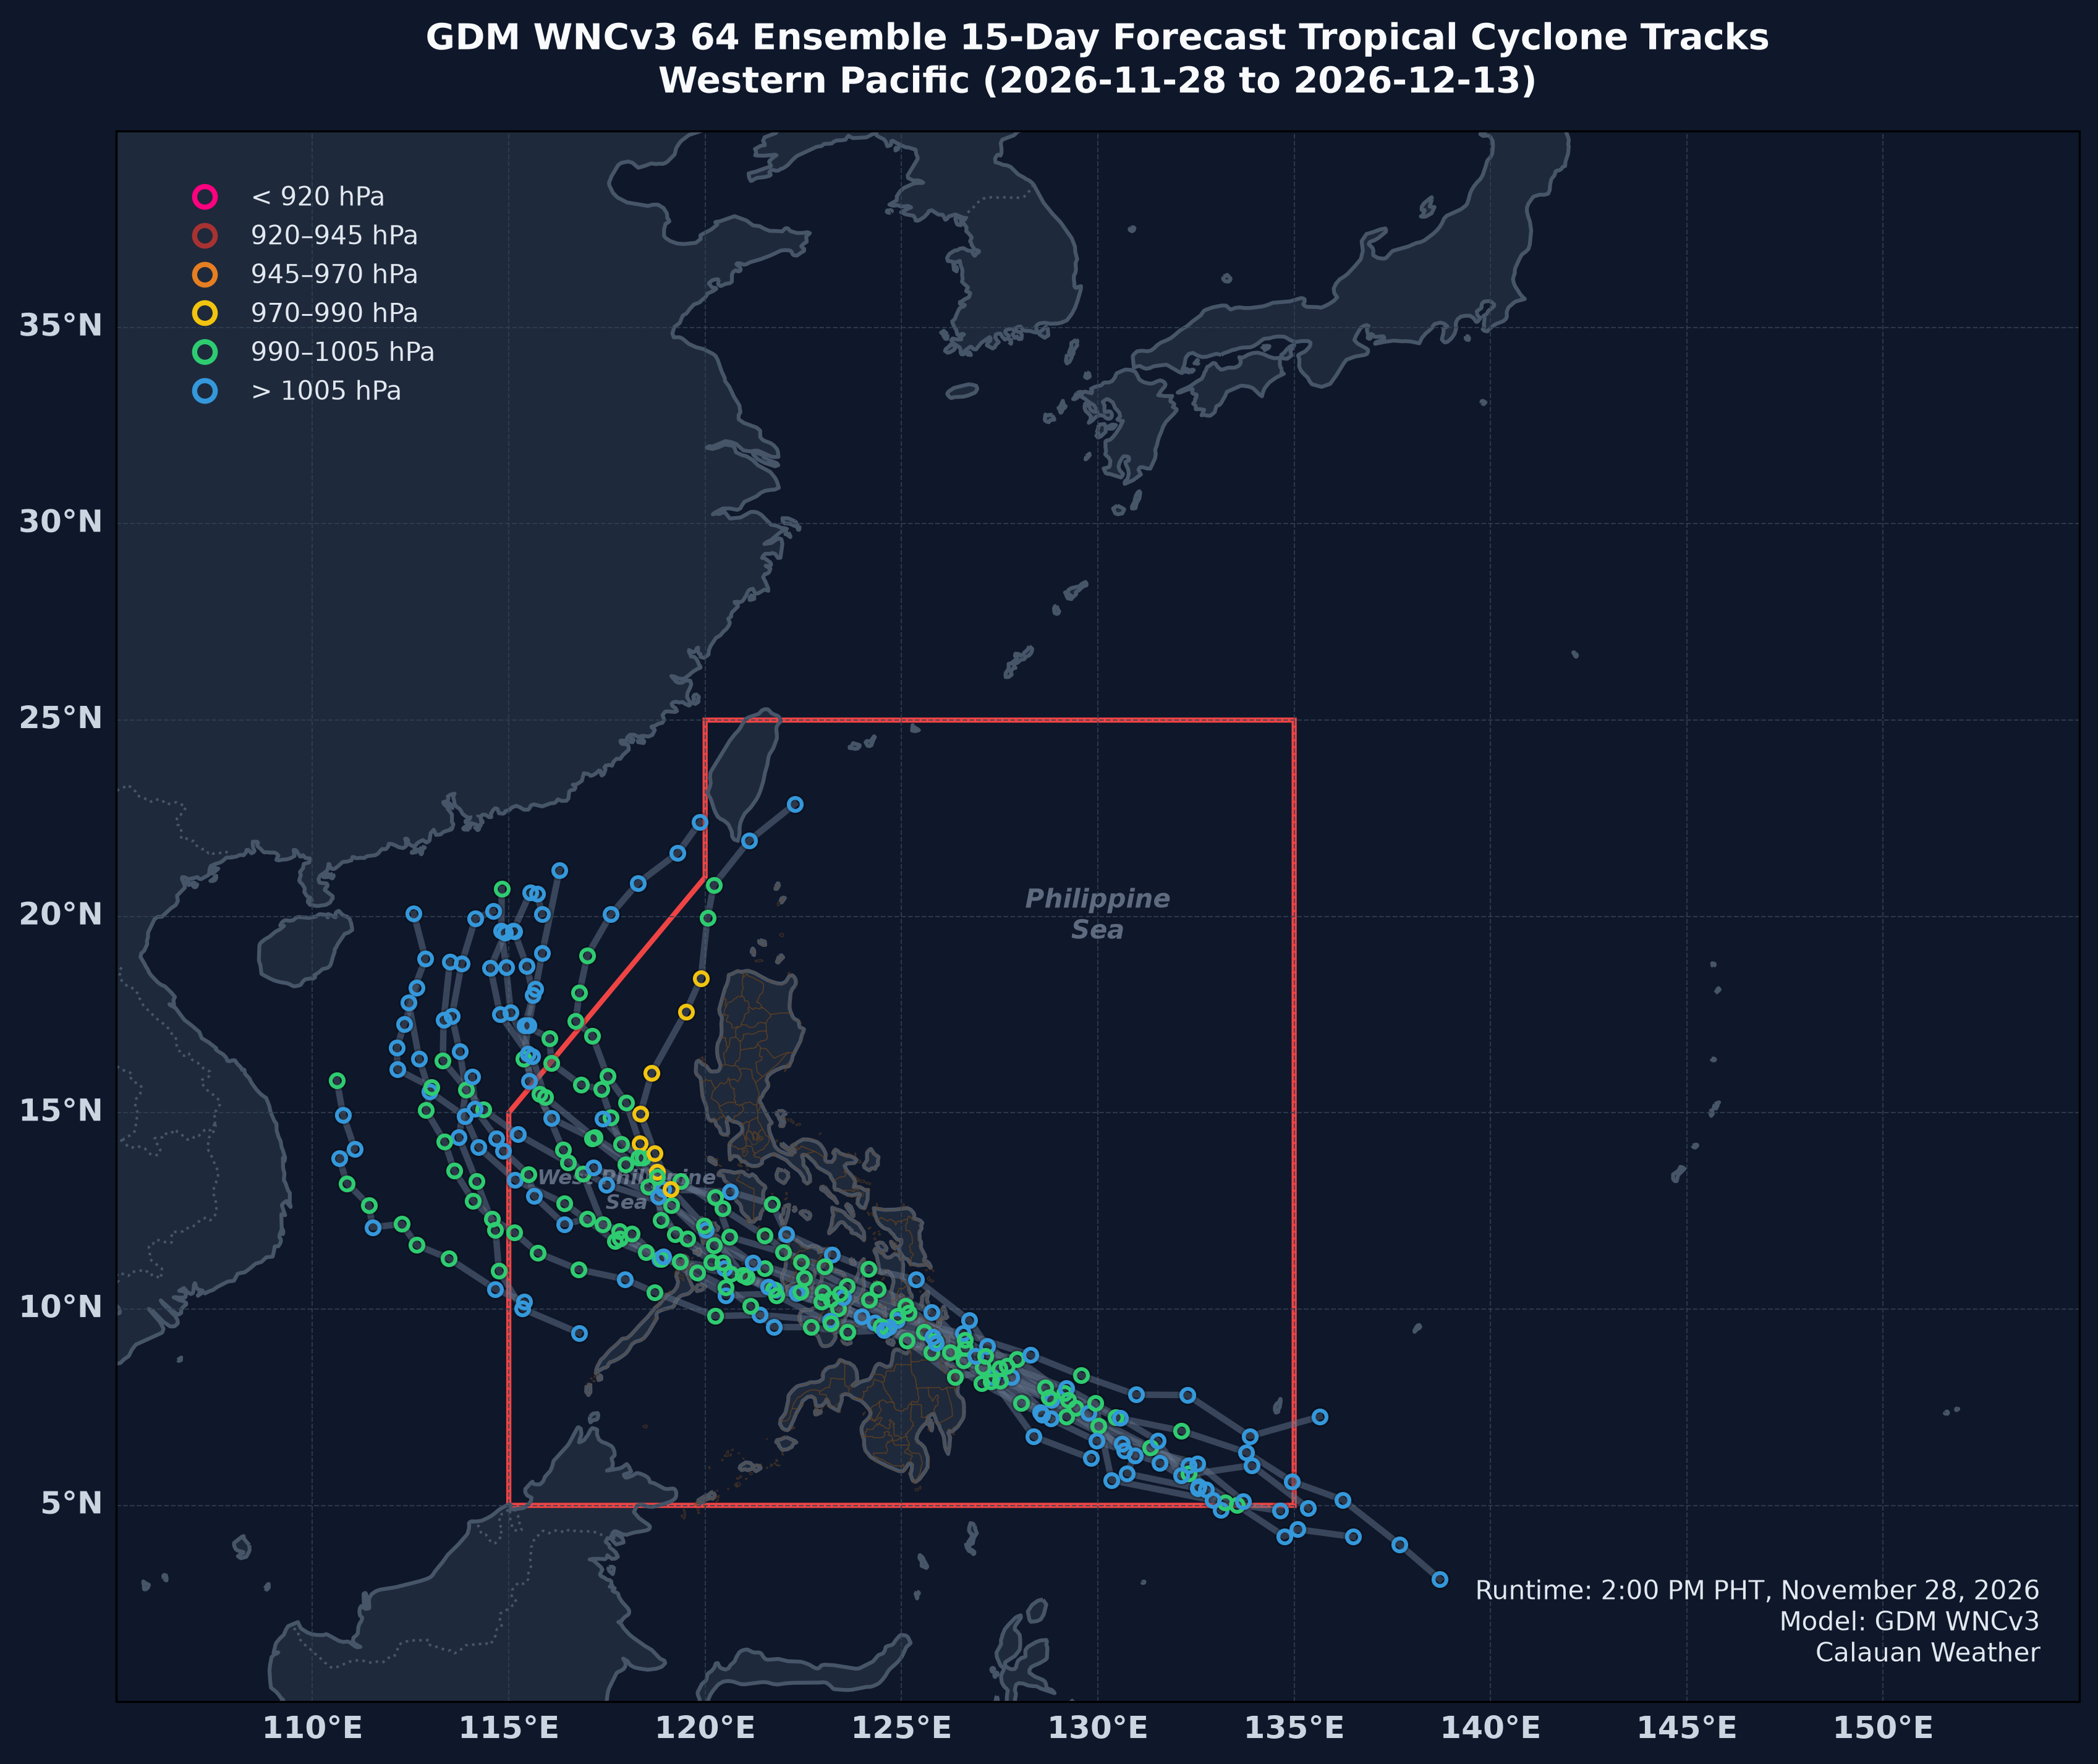 GDM WNCv3 64 Ensemble 15-Day Forecast Tropical Cyclone Tracks
Western Pacific (2026-11-28 to 2026-12-13)
< 920 hPa
920–945 hPa
945–970 hPa
970–990 hPa
990–1005 hPa
> 1005 hPa
35°N
30°N
25°N
20°N
15°N
10°N
5°N
Philippine
Sea
West Philippine
Sea
Runtime: 2:00 PM PHT, November 28, 2026
Model: GDM WNCv3
Calauan Weather
110°E
115°E
120°E
125°E
130°E
135°E
140°E
145°E
150°E